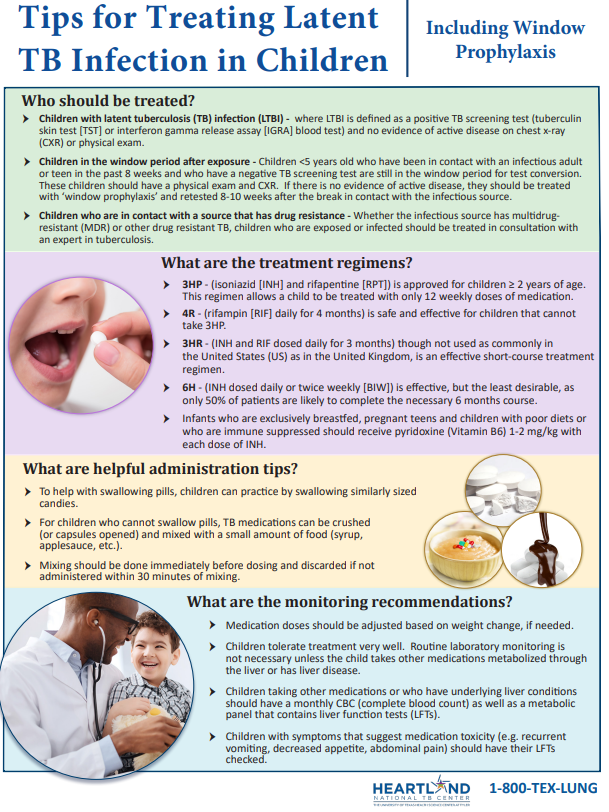 Tips for Treating Latent
TB Infection in Children
Including Window
Prophylaxis
Who should be treated?
➤ Children with latent tuberculosis (TB) infection (LTBI) - where LTBI is defined as a positive TB screening test (tuberculin
skin test [TST] or interferon gamma release assay [IGRA] blood test) and no evidence of active disease on chest x-ray
(CXR) or physical exam.
➤ Children in the window period after exposure - Children <5 years old who have been in contact with an infectious adult
or teen in the past 8 weeks and who have a negative TB screening test are still in the window period for test conversion.
These children should have a physical exam and CXR. If there is no evidence of active disease, they should be treated
with ‘window prophylaxis’ and retested 8-10 weeks after the break in contact with the infectious source.
➤ Children who are in contact with a source that has drug resistance - Whether the infectious source has multidrug-
resistant (MDR) or other drug resistant TB, children who are exposed or infected should be treated in consultation with
an expert in tuberculosis.
What are the treatment regimens?
➤ 3HP - (isoniazid [INH] and rifapentine [RPT]) is approved for children ≥ 2 years of age.
This regimen allows a child to be treated with only 12 weekly doses of medication.
➤ 4R - (rifampin [RIF] daily for 4 months) is safe and effective for children that cannot
take 3HP.
➤ 3HR - (INH and RIF dosed daily for 3 months) though not used as commonly in
the United States (US) as in the United Kingdom, is an effective short-course treatment
regimen.
➤ 6H - (INH dosed daily or twice weekly [BIW]) is effective, but the least desirable, as
only 50% of patients are likely to complete the necessary 6 months course.
➤ Infants who are exclusively breastfed, pregnant teens and children with poor diets or
who are immune suppressed should receive pyridoxine (Vitamin B6) 1-2 mg/kg with
each dose of INH.
What are helpful administration tips?
➤ To help with swallowing pills, children can practice by swallowing similarly sized
candies.
➤ For children who cannot swallow pills, TB medications can be crushed
(or capsules opened) and mixed with a small amount of food (syrup,
applesauce, etc.).
➤ Mixing should be done immediately before dosing and discarded if not
administered within 30 minutes of mixing.
What are the monitoring recommendations?
➤ Medication doses should be adjusted based on weight change, if needed.
➤ Children tolerate treatment very well. Routine laboratory monitoring is
not necessary unless the child takes other medications metabolized through
the liver or has liver disease.
➤ Children taking other medications or who have underlying liver conditions
should have a monthly CBC (complete blood count) as well as a metabolic
panel that contains liver function tests (LFTs).
➤ Children with symptoms that suggest medication toxicity (e.g. recurrent
vomiting, decreased appetite, abdominal pain) should have their LFTs
checked.
HEARTLAND
NATIONAL TB CENTER
1-800-TEX-LUNG